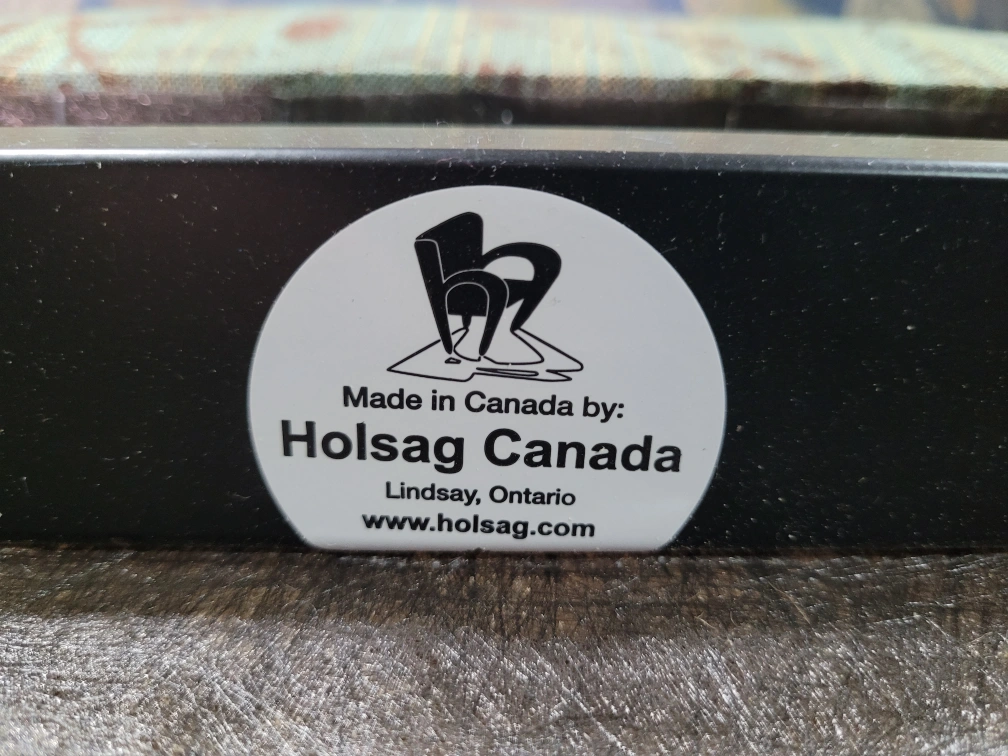 Made in Canada by:
Holsag Canada
Lindsay, Ontario
www.holsag.com